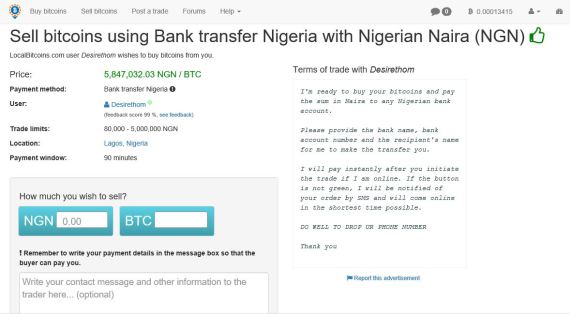 Buy bitcoins Sell bitcoins Post a trade Forums Help
0 0.00013415
Sell bitcoins using Bank transfer Nigeria with Nigerian Naira (NGN)
LocalBitcoins.com user Desirethom wishes to buy bitcoins from you.
Price: 5,847,032.03 NGN / BTC
Payment method: Bank transfer Nigeria
User: Desirethom
(feedback score 99 %, see feedback)
Trade limits: 80,000 - 5,000,000 NGN
Location: Lagos, Nigeria
Payment window: 90 minutes
How much you wish to sell?
NGN 0.00 BTC
! Remember to write your payment details in the message box so that the
buyer can pay you.
Write your contact message and other information to the
trader here... (optional)
Terms of trade with Desirethom
I'm ready to buy your bitcoins and pay
the sum in Naira to any Nigerian bank
account.
Please provide the bank name, bank
account number and the recipient's name
for me to make the transfer you.
I will pay instantly after you initiate
the trade if I am online. If the button
is not green, I will be notified of
your order by SMS and will come online
in the shortest time possible.
DO WELL TO DROP UR PHONE NUMBER
Thank you
Report this advertisement